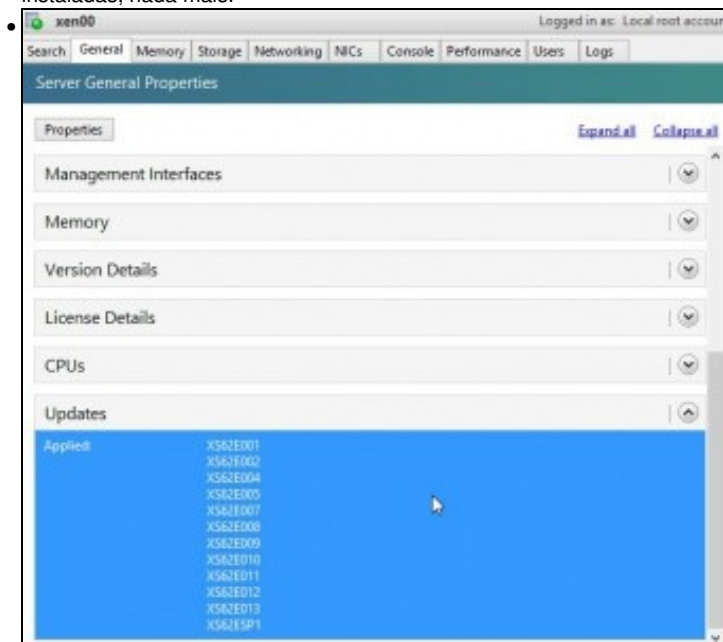 instaladas, nada mais.
xen00
Logged in as: Local root accour
Search General Memory Storage Networking NICs Console Performance Users Logs
Server General Properties
Properties
Expand all Collapse all
Management Interfaces
Memory
Version Details
License Details
CPUs
Updates
Applied: XS62E001
XS62E002
XS62E004
XS62E005
XS62E007
XS62E008
XS62E009
XS62E010
XS62E011
XS62E012
XS62E013
XS62ESP1